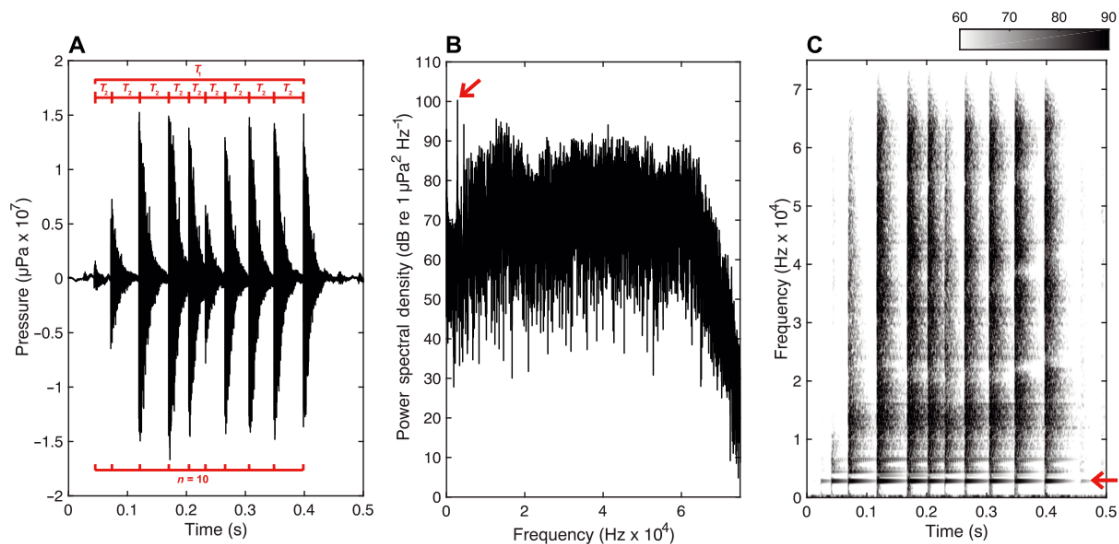 A
Pressure (µPa x 10⁷)
2
1.5
1
0.5
0
−0.5
−1
−1.5
−2
T₁
T₂ T₂ T₂ T₂ T₂ T₂ T₂ T₂ T₂
n = 10
0 0.1 0.2 0.3 0.4 0.5
Time (s)
B
Power spectral density (dB re 1 µPa² Hz⁻¹)
110
100
90
80
70
60
50
40
30
20
10
0
2 4 6
Frequency (Hz x 10⁴)
60 70 80 90
C
Frequency (Hz x 10⁴)
7
6
5
4
3
2
1
0
0 0.1 0.2 0.3 0.4 0.5
Time (s)